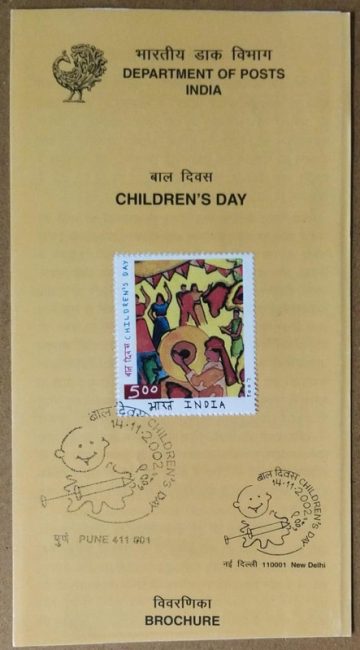 भारतीय डाक विभाग
DEPARTMENT OF POSTS
INDIA
बाल दिवस
CHILDREN'S DAY
बाल दिवस CHILDREN'S DAY
5.00
भारत INDIA
2002
बाल दिवस CHILDREN'S DAY
14-11-2002
पुणे PUNE 411 001
बाल दिवस CHILDREN'S DAY
14-11-2002
नई दिल्ली 110001 New Delhi
विवरणिका
BROCHURE